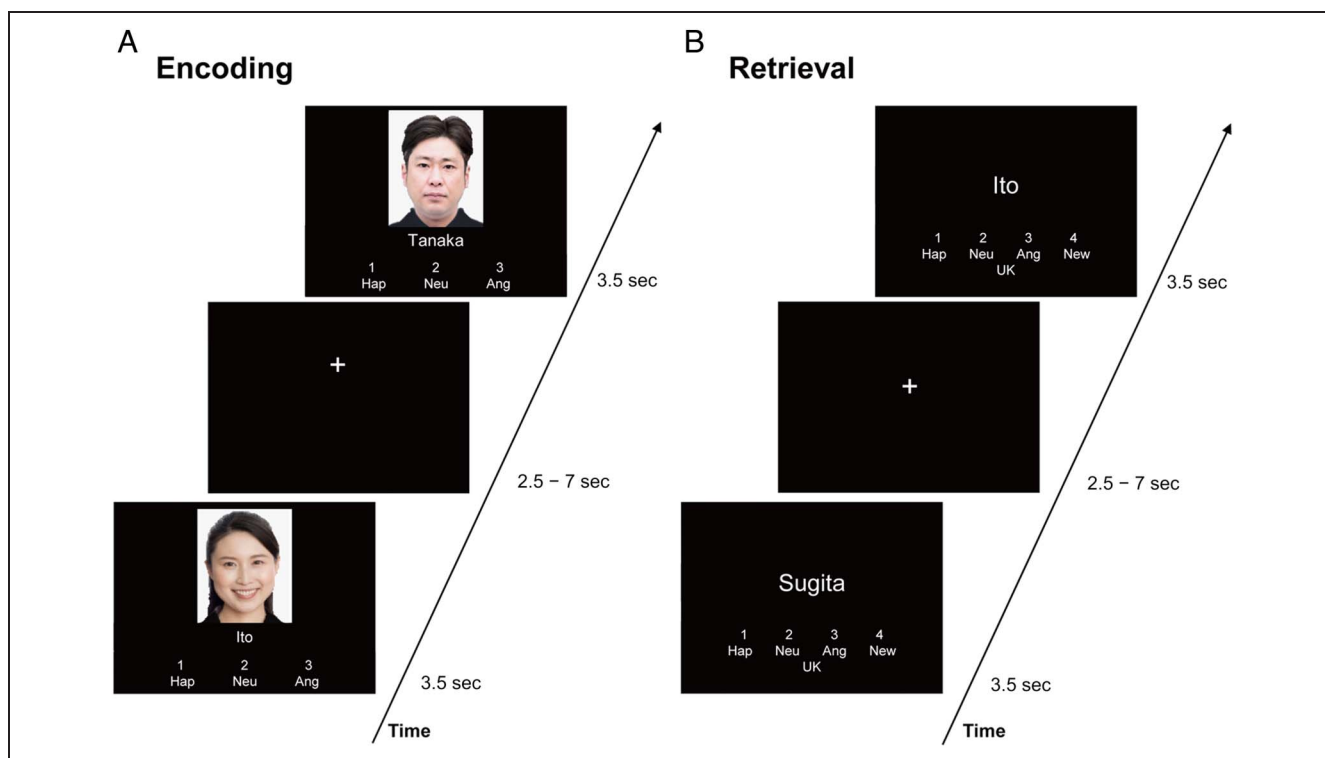 A
Encoding
Tanaka
1 2 3
Hap Neu Ang
3.5 sec
+
2.5 – 7 sec
Ito
1 2 3
Hap Neu Ang
3.5 sec
Time
B
Retrieval
Ito
1 2 3 4
Hap Neu Ang New
UK
3.5 sec
+
2.5 – 7 sec
Sugita
1 2 3 4
Hap Neu Ang New
UK
3.5 sec
Time